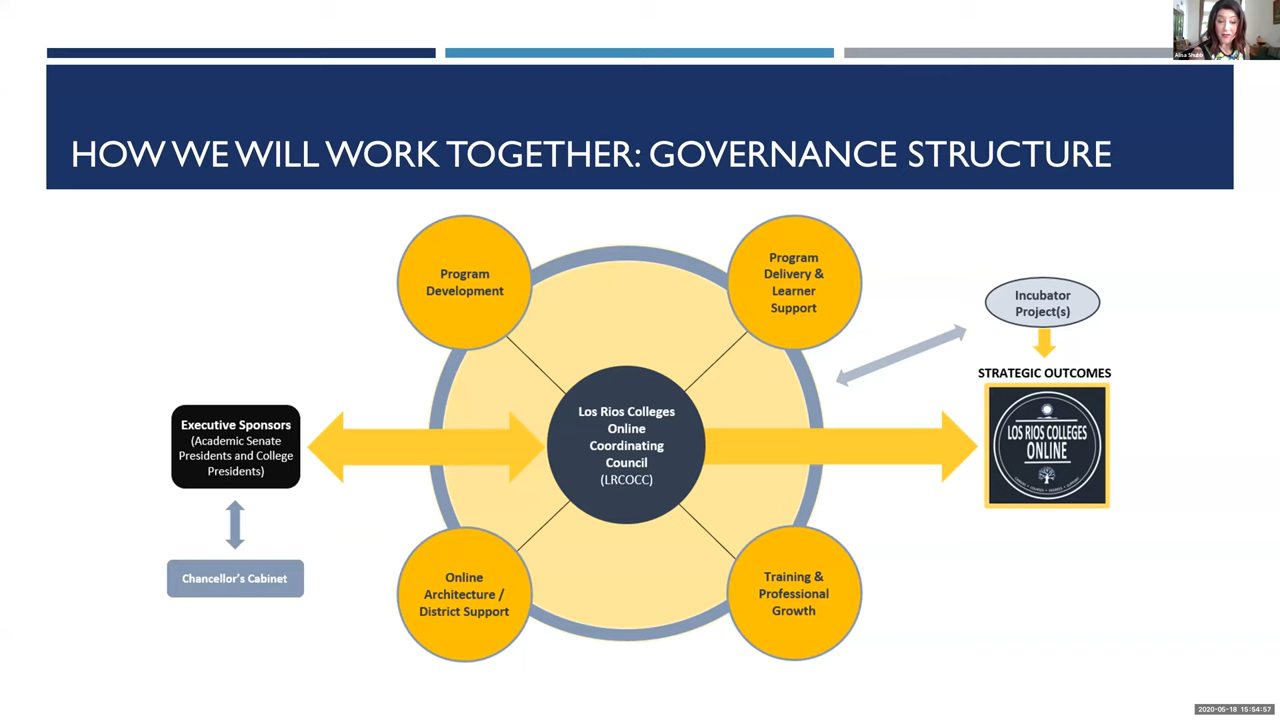 Alisa Shubb
HOW WE WILL WORK TOGETHER: GOVERNANCE STRUCTURE
Program
Development
Program
Delivery &
Learner
Support
Incubator
Project(s)
STRATEGIC OUTCOMES
LOS RIOS COLLEGES
ONLINE
Executive Sponsors
(Academic Senate
Presidents and College
Presidents)
Los Rios Colleges
Online
Coordinating
Council
(LRCOCC)
Chancellor's Cabinet
Online
Architecture /
District Support
Training &
Professional
Growth
2020-05-18 15:54:57